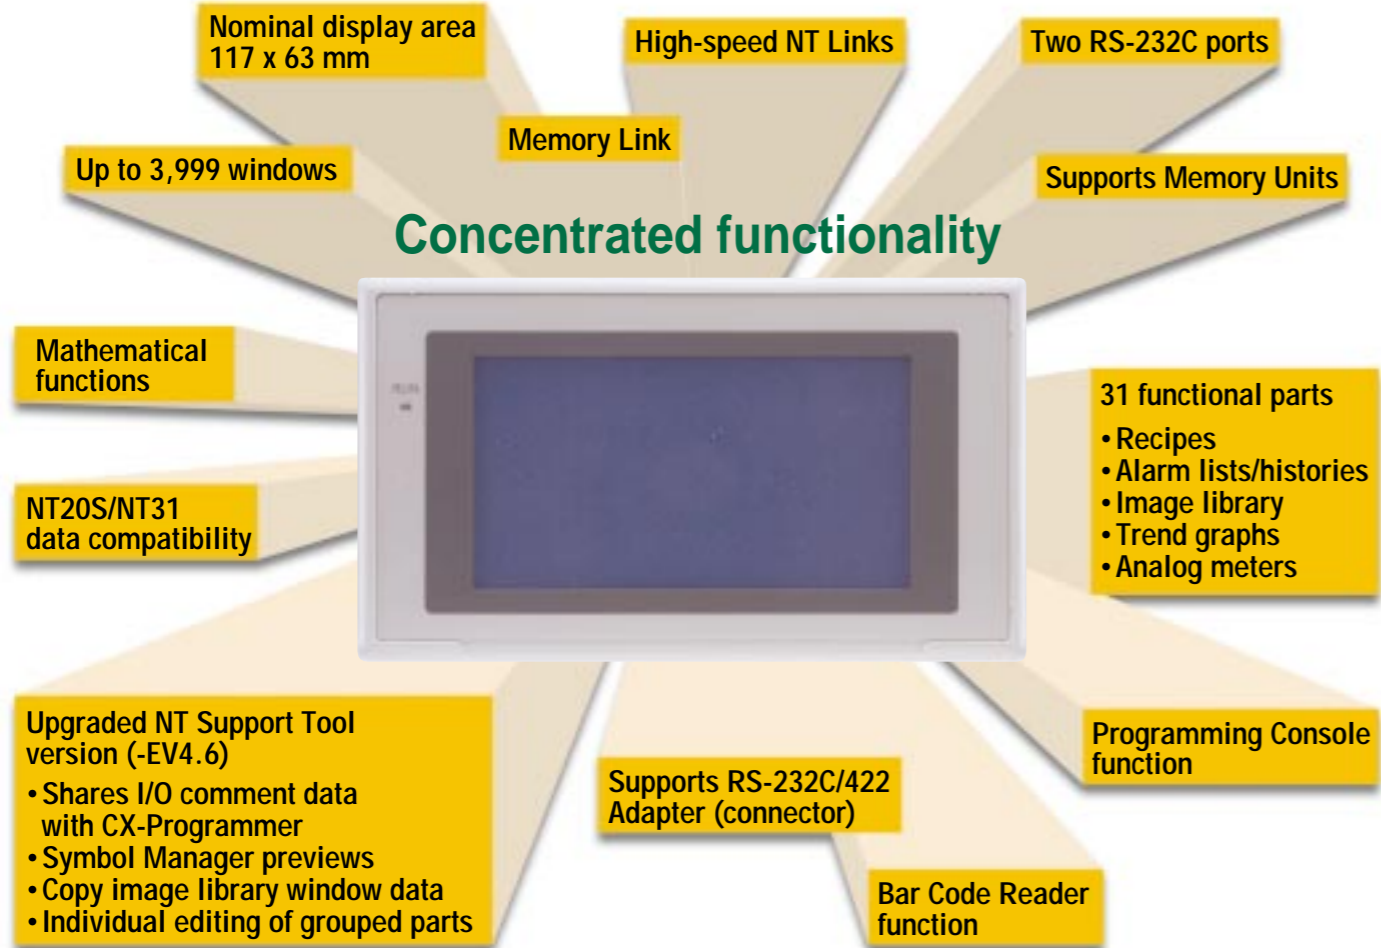 Nominal display area
117 x 63 mm
High-speed NT Links
Two RS-232C ports
Memory Link
Up to 3,999 windows
Supports Memory Units
Concentrated functionality
Mathematical
functions
31 functional parts
• Recipes
• Alarm lists/histories
• Image library
• Trend graphs
• Analog meters
NT20S/NT31
data compatibility
Upgraded NT Support Tool
version (-EV4.6)
• Shares I/O comment data
with CX-Programmer
• Symbol Manager previews
• Copy image library window data
• Individual editing of grouped parts
Supports RS-232C/422
Adapter (connector)
Programming Console
function
Bar Code Reader
function